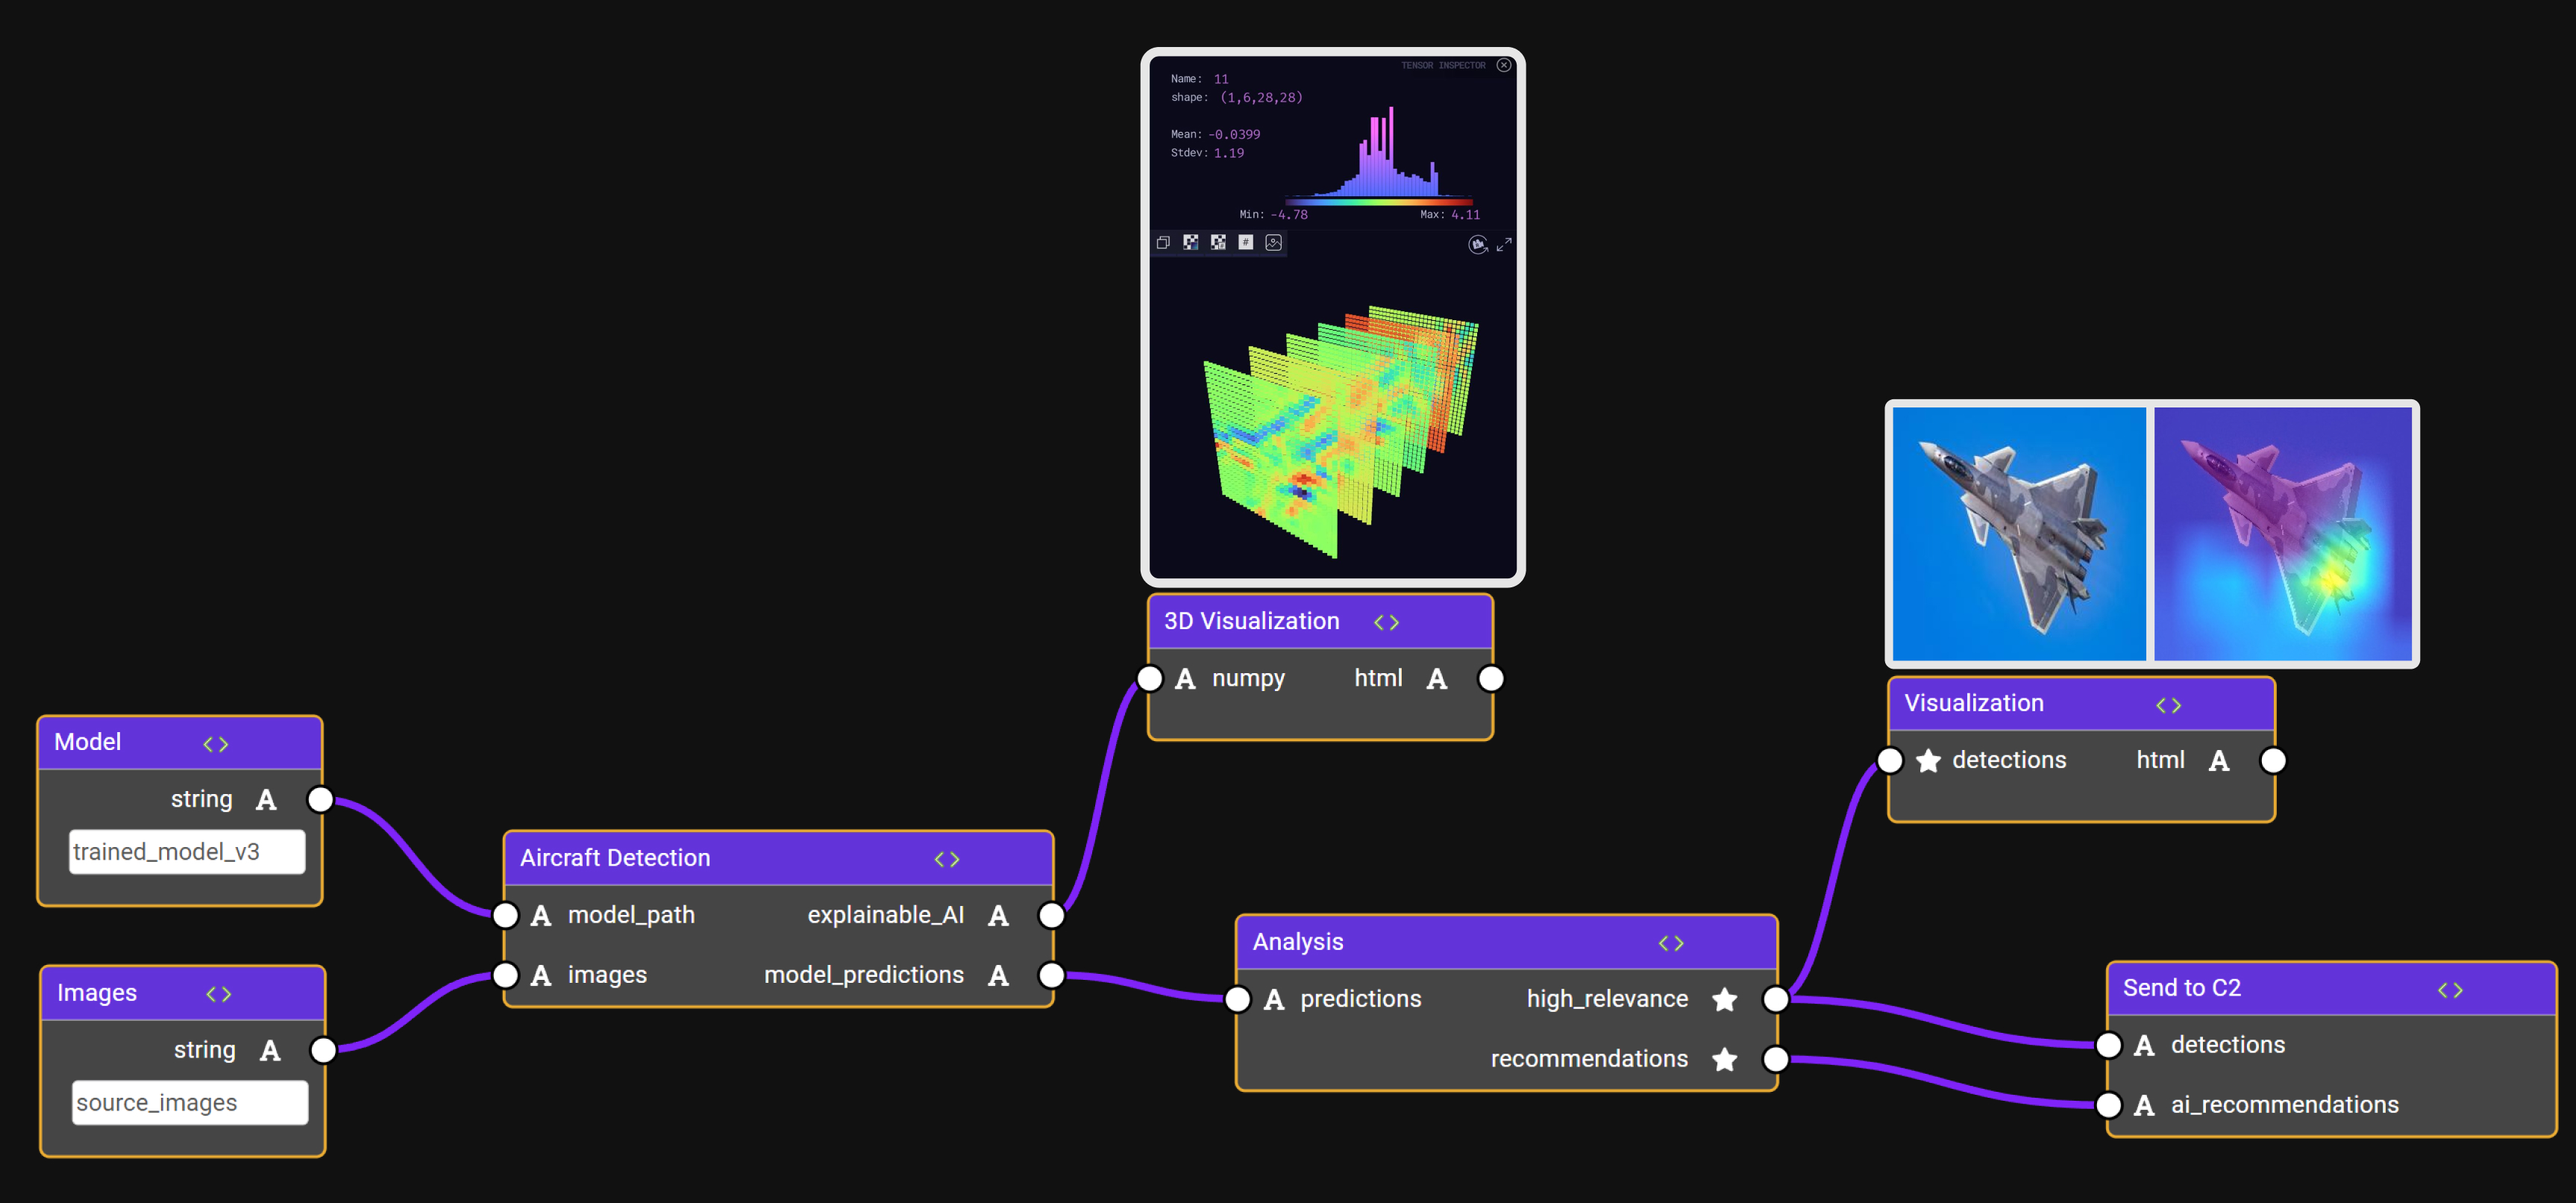 TENSOR INSPECTOR
Name: 11
shape: (1,6,28,28)
Mean: -0.0399
Stdev: 1.19
Min: -4.78
Max: 4.11
#
3D Visualization <>
A numpy html A
Visualization <>
detections html A
Model <>
string A
trained_model_v3
Aircraft Detection <>
A model_path explainable_AI A
A images model_predictions A
Images <>
string A
source_images
Analysis <>
A predictions high_relevance
recommendations
Send to C2 <>
A detections
A ai_recommendations